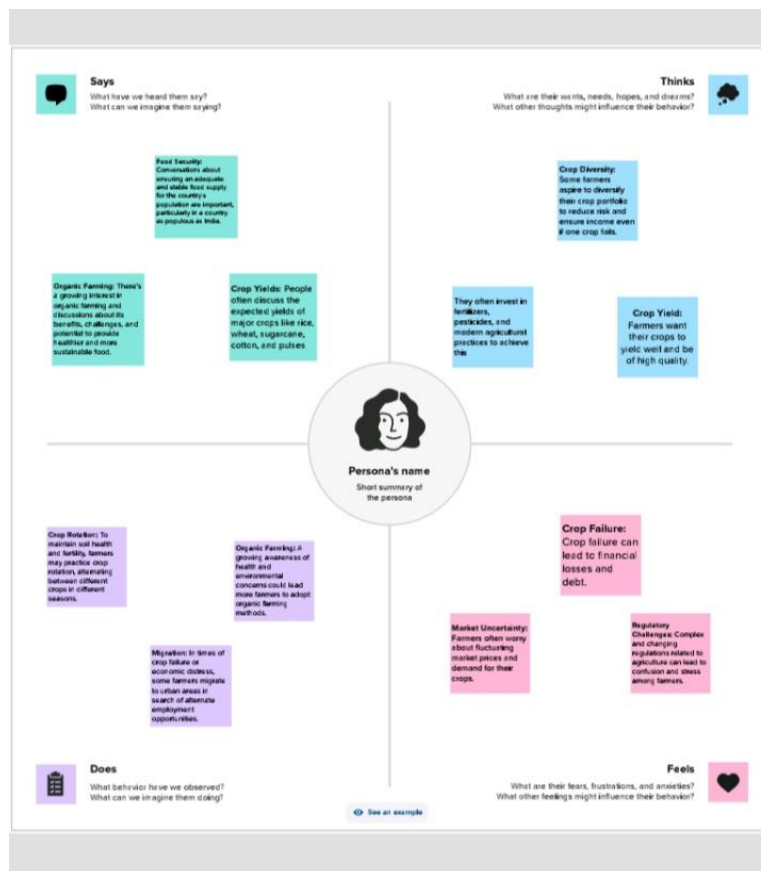 Says
What have we heard them say?
What can we imagine them saying?
Thinks
What are their wants, needs, hopes, and dreams?
What other thoughts might influence their behavior?
Food Security:
Conversations about
ensuring an adequate
and stable food supply
for the country's
population are important,
particularly in a country
as populous as India.
Organic Farming: There's
a growing interest in
organic farming and
discussions about its
benefits, challenges, and
potential to provide
healthier and more
sustainable food.
Crop Yields: People
often discuss the
expected yields of
major crops like rice,
wheat, sugarcane,
cotton, and pulses
Crop Diversity:
Some farmers
aspire to diversify
their crop portfolio
to reduce risk and
ensure income even
if one crop fails.
They often invest in
fertilizers,
pesticides, and
modern agricultural
practices to achieve
this
Crop Yield:
Farmers want
their crops to
yield well and be
of high quality.
Persona's name
Short summary of
the persona
Crop Rotation: To
maintain soil health
and fertility, farmers
may practice crop
rotation, alternating
between different
crops in different
seasons.
Organic Farming: A
growing awareness of
health and
environmental
concerns could lead
more farmers to adopt
organic farming
methods.
Migration: In times of
crop failure or
economic distress,
some farmers migrate
to urban areas in
search of alternate
employment
opportunities.
Crop Failure:
Crop failure can
lead to financial
losses and
debt.
Market Uncertainty:
Farmers often worry
about fluctuating
market prices and
demand for their
crops.
Regulatory
Challenges: Complex
and changing
regulations related to
agriculture can lead to
confusion and stress
among farmers.
Does
What behavior have we observed?
What can we imagine them doing?
Feels
What are their fears, frustrations, and anxieties?
What other feelings might influence their behavior?
See an example